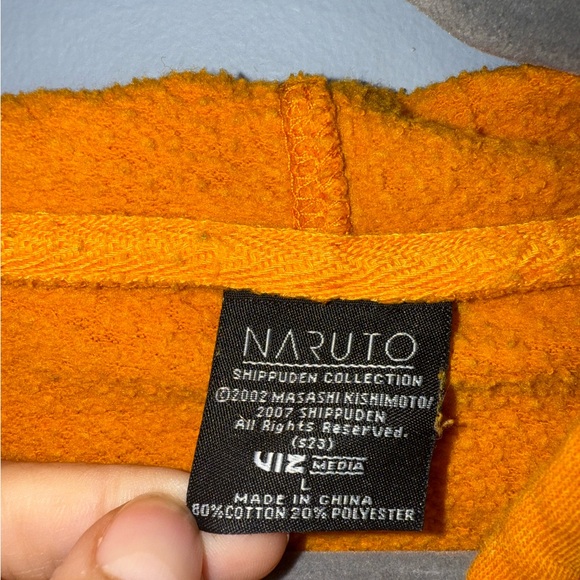 NARUTO
SHIPPUDEN COLLECTION
©2002 MASASHI KISHIMOTO/
2007 SHIPPUDEN
All Rights Reserved.
(s23)
VIZ MEDIA
L
MADE IN CHINA
80%COTTON 20% POLYESTER